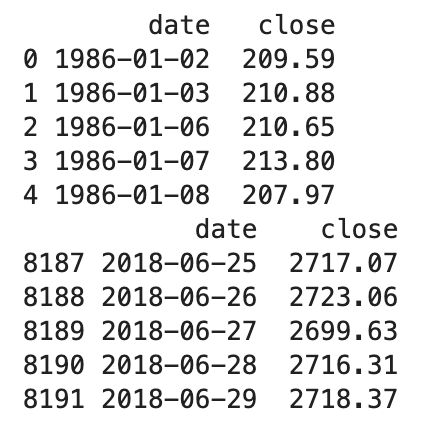 date close
0 1986-01-02 209.59
1 1986-01-03 210.88
2 1986-01-06 210.65
3 1986-01-07 213.80
4 1986-01-08 207.97
date close
8187 2018-06-25 2717.07
8188 2018-06-26 2723.06
8189 2018-06-27 2699.63
8190 2018-06-28 2716.31
8191 2018-06-29 2718.37